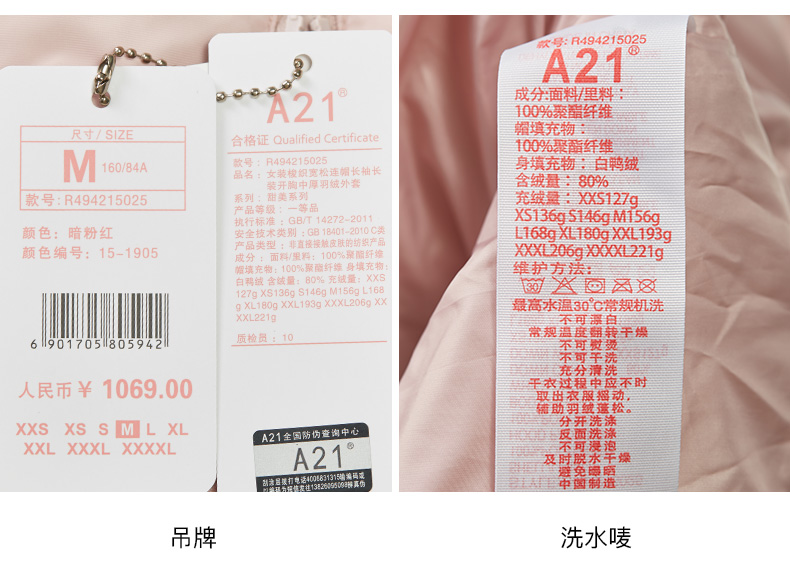 尺寸/SIZE
M 160/84A
款号: R494215025
颜色: 暗粉红
颜色编号: 15-1905
6 901705 805942
人民币¥ 1069.00
XXS XS S M L XL
XXL XXXL XXXXL
A21®
合格证 Qualified Certificate
款号: R494215025
品名: 女装梭织宽松连帽长袖长
装开胸中厚羽绒外套
系列: 甜美系列
产品等级: 一等品
执行标准: GB/T 14272-2011
安全技术类别: GB 18401-2010 C类
产品类型: 非直接接触皮肤的纺织产品
成分: 面料/里料: 100%聚酯纤维
帽填充物: 100%聚酯纤维 身填充物:
白鸭绒 含绒量: 80% 充绒量: XXS
127g XS136g S146g M156g L168
g XL180g XXL193g XXXL206g XX
XXL221g
质检员: 10
A21全国防伪查询中心
A21®
款号: R494215025
A21®
成分:面料/里料:
100%聚酯纤维
帽填充物:
100%聚酯纤维
身填充物: 白鸭绒
含绒量: 80%
充绒量: XXS127g
XS136g S146g M156g
L168g XL180g XXL193g
XXXL206g XXXXL221g
维护方法:
最高水温30℃常规机洗
不可漂白
常规温度翻转干燥
不可熨烫
不可干洗
充分清洗
干衣过程中应不时
取出衣服摇动,
辅助羽绒蓬松。
分开洗涤
反面洗涤
不可浸泡
及时脱水干燥
避免曝晒
中国制造
吊牌
洗水唛